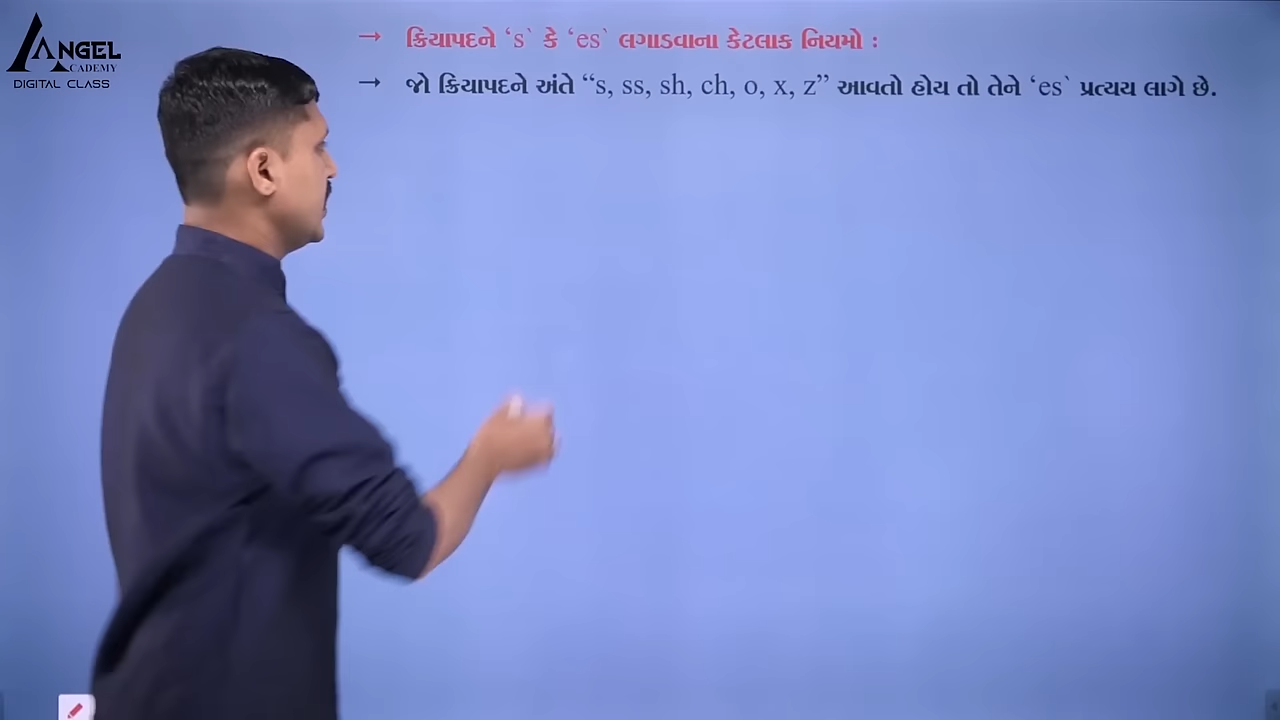 ANGEL
ACADEMY
DIGITAL CLASS
→ ક્રિયાપદને ‘s` કે ‘es` લગાડવાના કેટલાક નિયમો :
→ જો ક્રિયાપદને અંતે “s, ss, sh, ch, o, x, z” આવતો હોય તો તેને ‘es` પ્રત્યય લાગે છે.